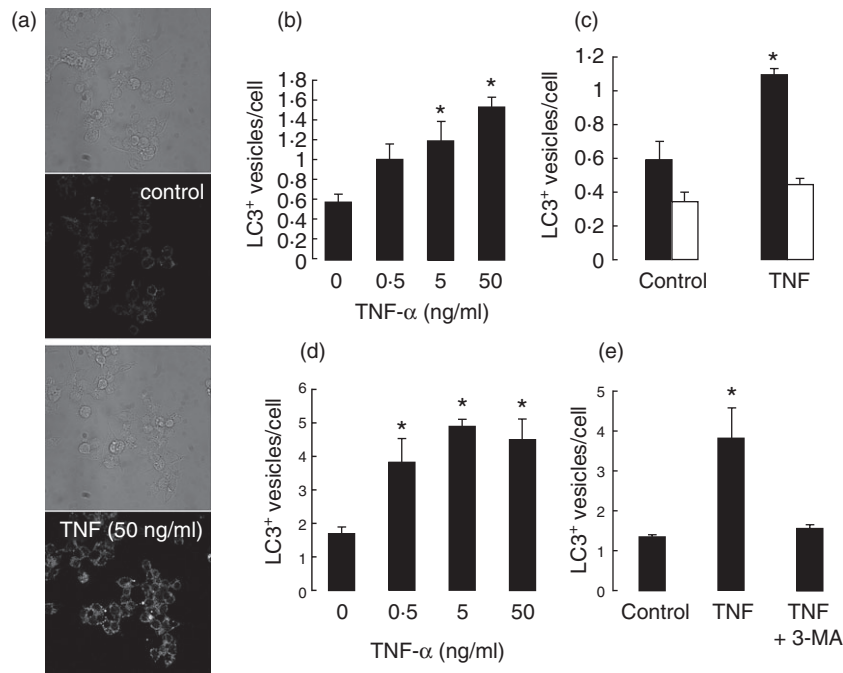 (a)
control
TNF (50 ng/ml)
(b)
LC3+ vesicles/cell
1·8
1·6
1·4
1·2
1
0·8
0·6
0·4
0·2
0
*
*
0 0·5 5 50
TNF-α (ng/ml)
(c)
LC3+ vesicles/cell
1·2
1
0·8
0·6
0·4
0·2
0
*
Control TNF
(d)
LC3+ vesicles/cell
6
5
4
3
2
1
0
*
*
*
0 0·5 5 50
TNF-α (ng/ml)
(e)
LC3+ vesicles/cell
5
4
3
2
1
0
*
Control TNF TNF
+ 3-MA